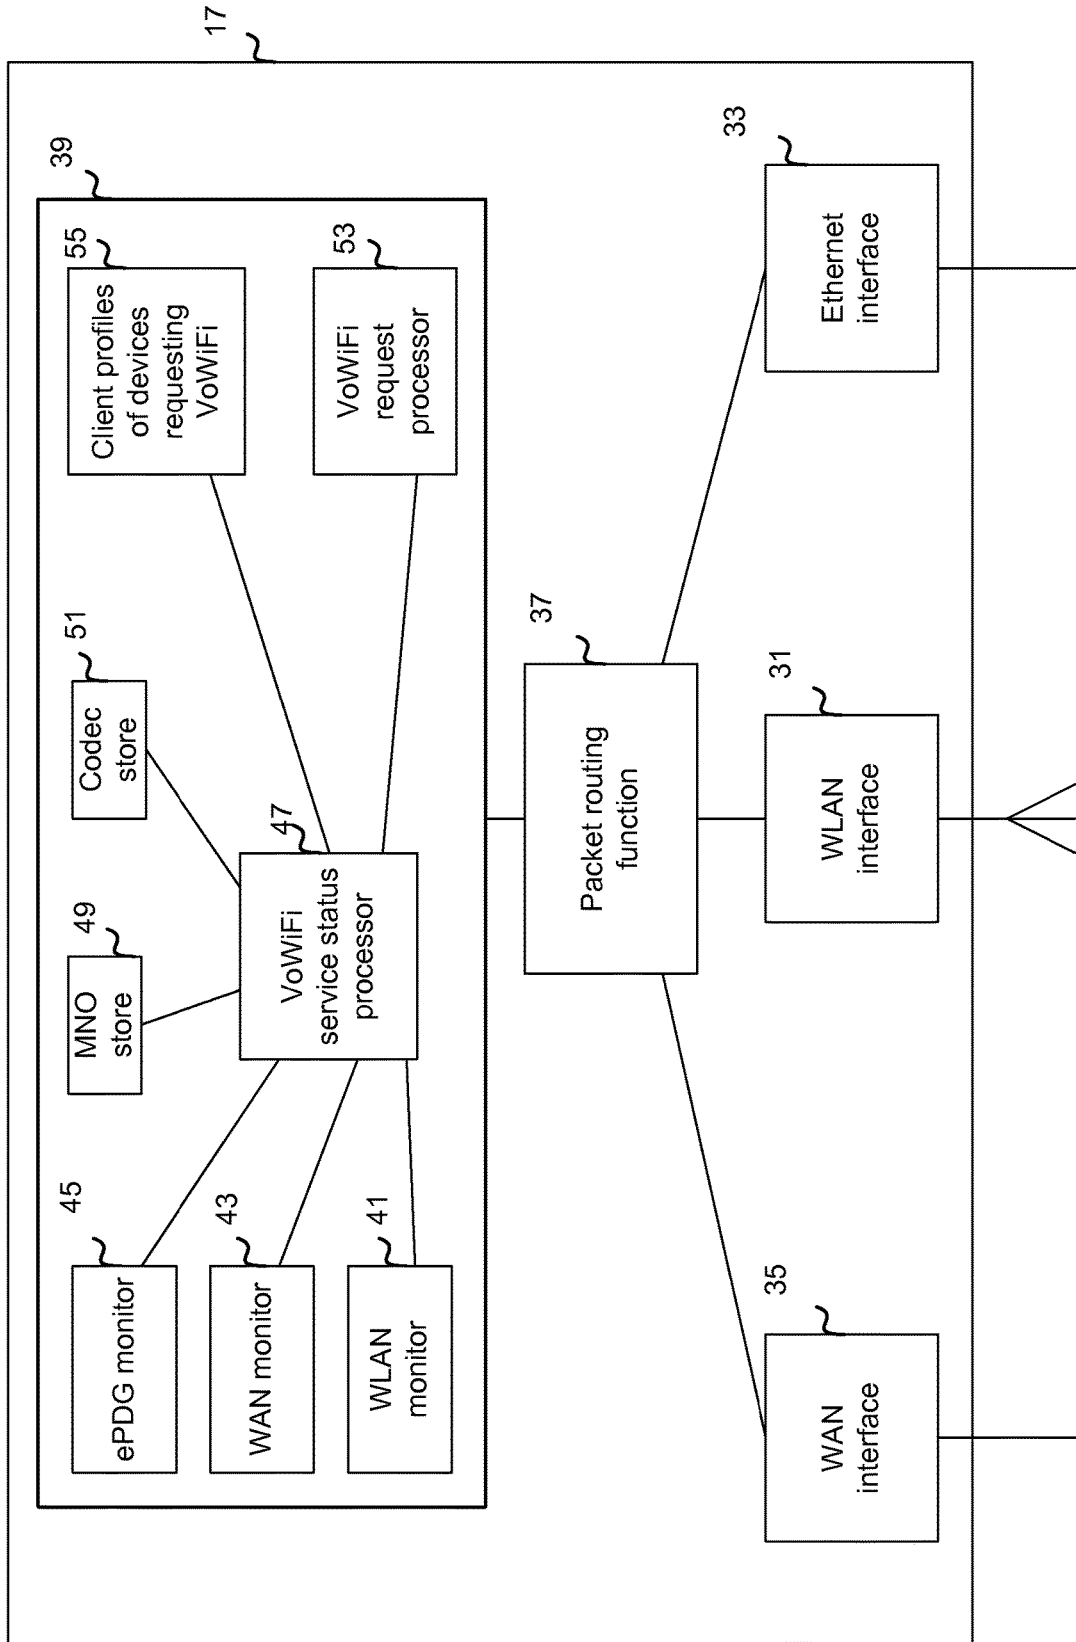 17
39
45
ePDG monitor
43
WAN monitor
41
WLAN
monitor
49
MNO
store
51
Codec
store
47
VoWiFi
service status
processor
55
Client profiles
of devices
requesting
VoWiFi
53
VoWiFi
request
processor
37
Packet routing
function
35
WAN
interface
31
WLAN
interface
33
Ethernet
interface